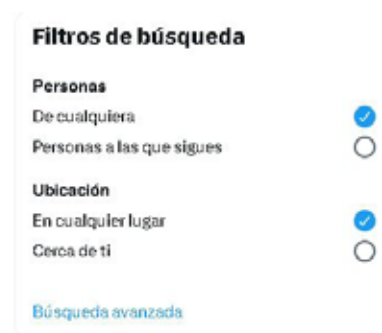 Filtros de búsqueda
Personas
De cualquiera
Personas a las que sigues
Ubicación
En cualquier lugar
Cerca de ti
Búsqueda avanzada